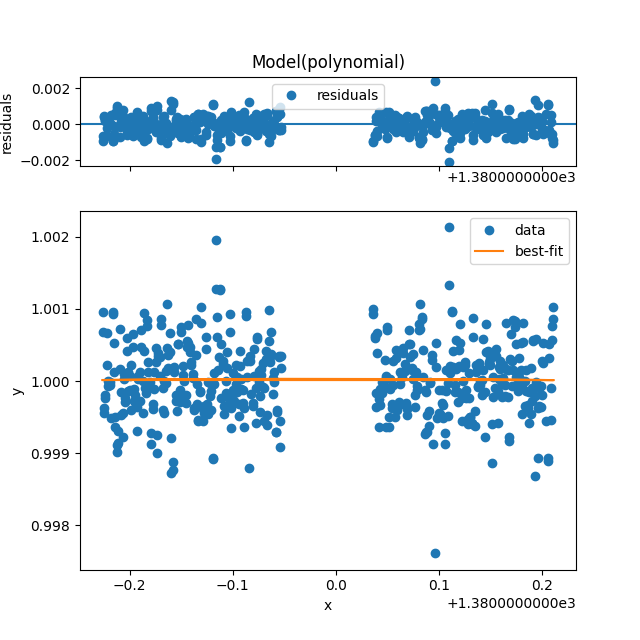 Model(polynomial)
residuals
0.002
0.000
−0.002
residuals
+1.3800000000e3
data
best-fit
y
1.002
1.001
1.000
0.999
0.998
−0.2
−0.1
0.0
0.1
0.2
x
+1.3800000000e3